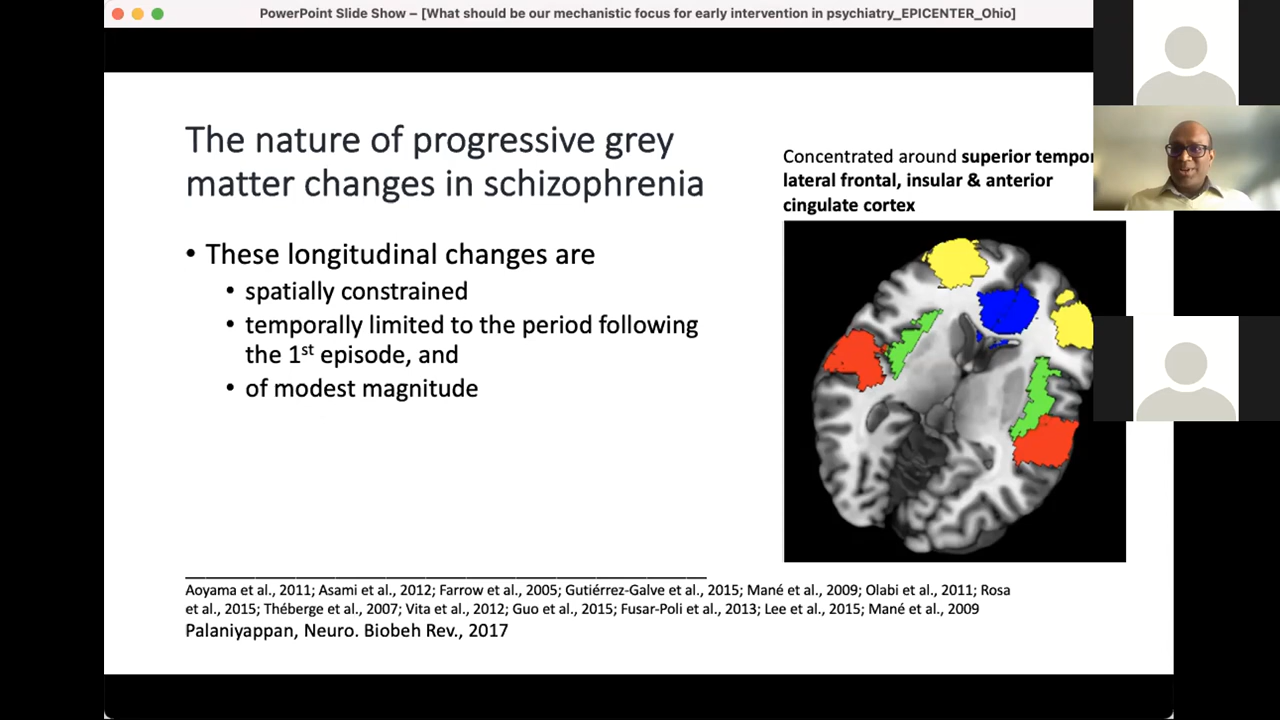 PowerPoint Slide Show – [What should be our mechanistic focus for early intervention in psychiatry_EPICENTER_Ohio]
The nature of progressive grey
matter changes in schizophrenia
• These longitudinal changes are
• spatially constrained
• temporally limited to the period following
the 1st episode, and
• of modest magnitude
Concentrated around superior tempor
lateral frontal, insular & anterior
cingulate cortex
Aoyama et al., 2011; Asami et al., 2012; Farrow et al., 2005; Gutiérrez-Galve et al., 2015; Mané et al., 2009; Olabi et al., 2011; Rosa
et al., 2015; Théberge et al., 2007; Vita et al., 2012; Guo et al., 2015; Fusar-Poli et al., 2013; Lee et al., 2015; Mané et al., 2009
Palaniyappan, Neuro. Biobeh Rev., 2017